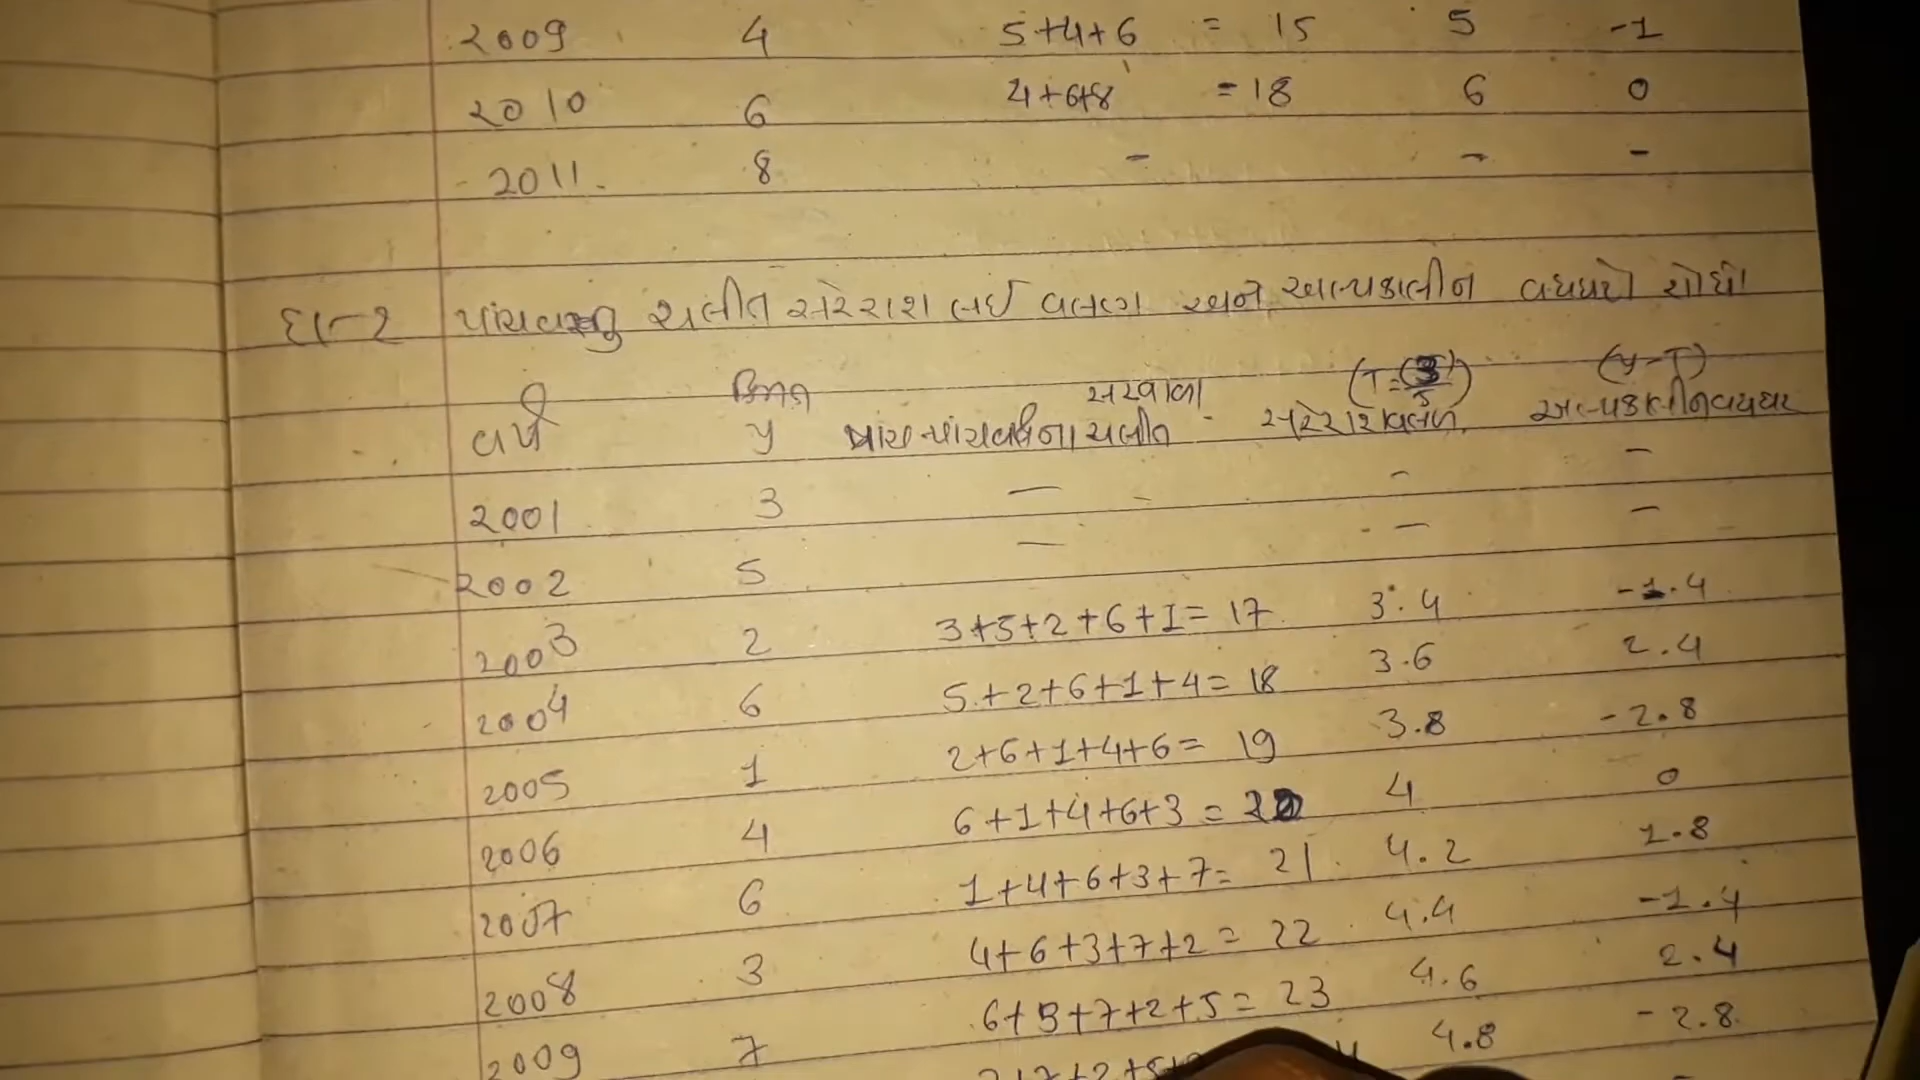 2009 4 5+4+6 = 15 5 -1
2010 6 4+6+8 = 18 6 0
2011 8 - - -
દા-૨ પાંચવર્ષનુ ચલીત સરેરાશ લઈ વલણ અને અલ્પકાલીન વધઘટો શોધો
કિંમત સરવાળા (T= 5) (y-T)
વર્ષ y પાંચ-પાંચવર્ષના ચલીત સરેરાશવલણ અલ્પકાલીનવધઘટ
2001 3 — - -
2002 5 — - -
2003 2 3+5+2+6+1= 17 3.4 -1.4
2004 6 5+2+6+1+4= 18 3.6 2.4
2005 1 2+6+1+4+6= 19 3.8 -2.8
2006 4 6+1+4+6+3 = 20 4 0
2007 6 1+4+6+3+7= 21 4.2 1.8
2008 3 4+6+3+7+2= 22 4.4 -1.4
2009 7 6+3+7+2+5= 23 4.6 2.4
4.8 -2.8